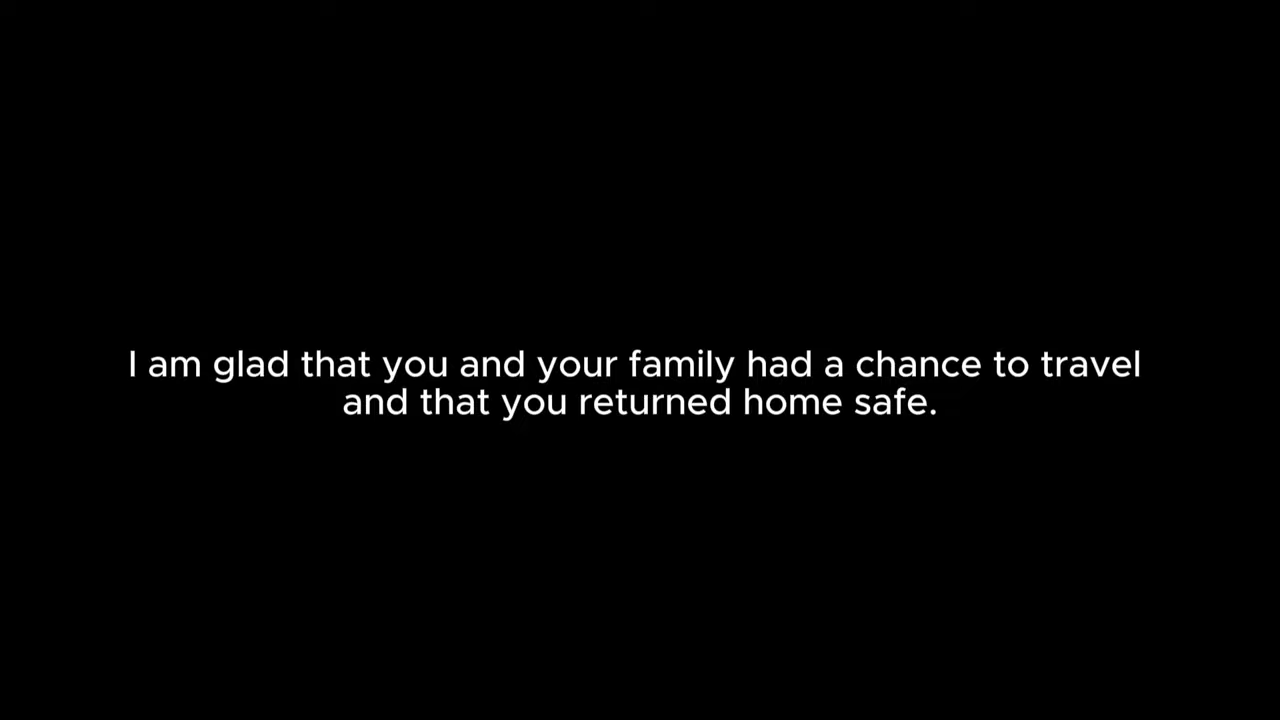 I am glad that you and your family had a chance to travel
and that you returned home safe.